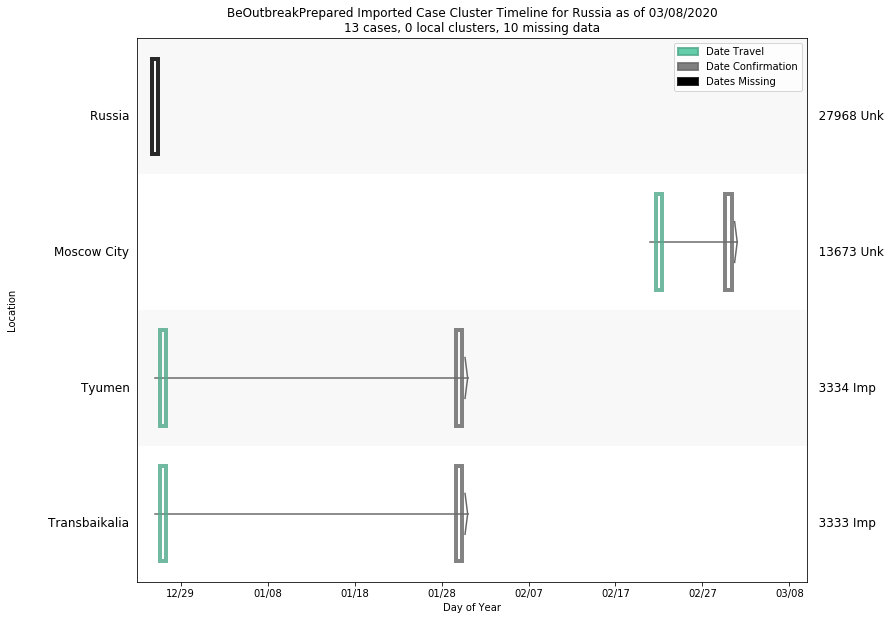 BeOutbreakPrepared Imported Case Cluster Timeline for Russia as of 03/08/2020
13 cases, 0 local clusters, 10 missing data
Date Travel
Date Confirmation
Dates Missing
Russia
27968 Unk
Moscow City
13673 Unk
Location
Tyumen
3334 Imp
Transbaikalia
3333 Imp
12/29 01/08 01/18 01/28 02/07 02/17 02/27 03/08
Day of Year